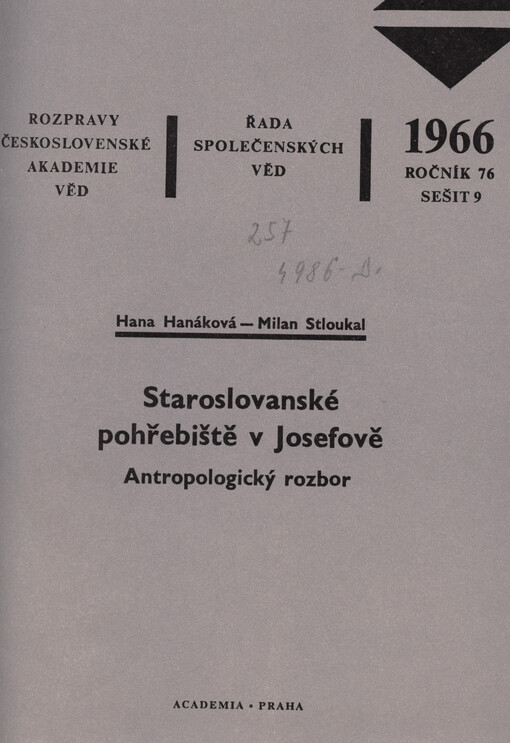 ROZPRAVY
ČESKOSLOVENSKÉ
AKADEMIE
VĚD
ŘADA
SPOLEČENSKÝCH
VĚD
1966
ROČNÍK 76
SEŠIT 9
257
4986-D.
Hana Hanáková — Milan Stloukal
Staroslovanské
pohřebiště v Josefově
Antropologický rozbor
ACADEMIA • PRAHA